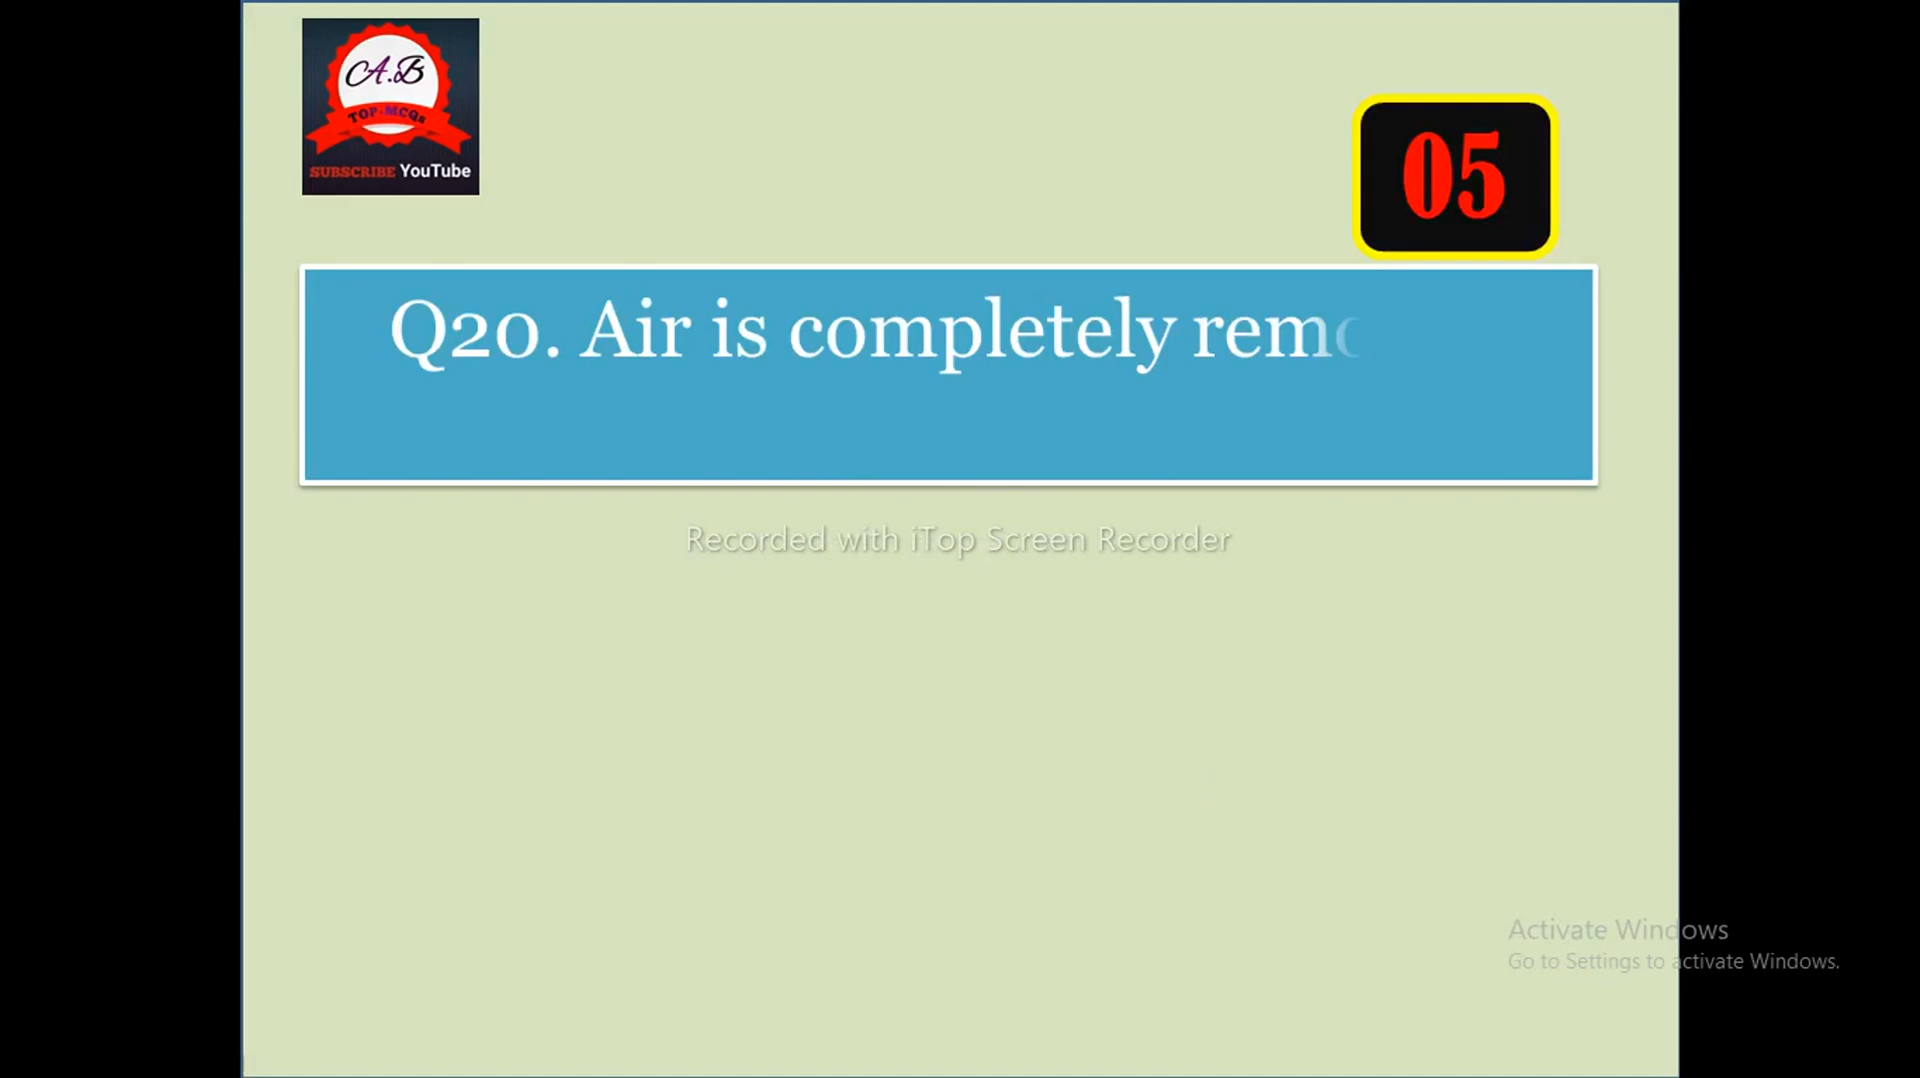 A.B
TOP-MCQs
SUBSCRIBE YouTube
05
Q20. Air is completely
Recorded with iTop Screen Recorder
Activate Windows
Go to Settings to activate Windows.